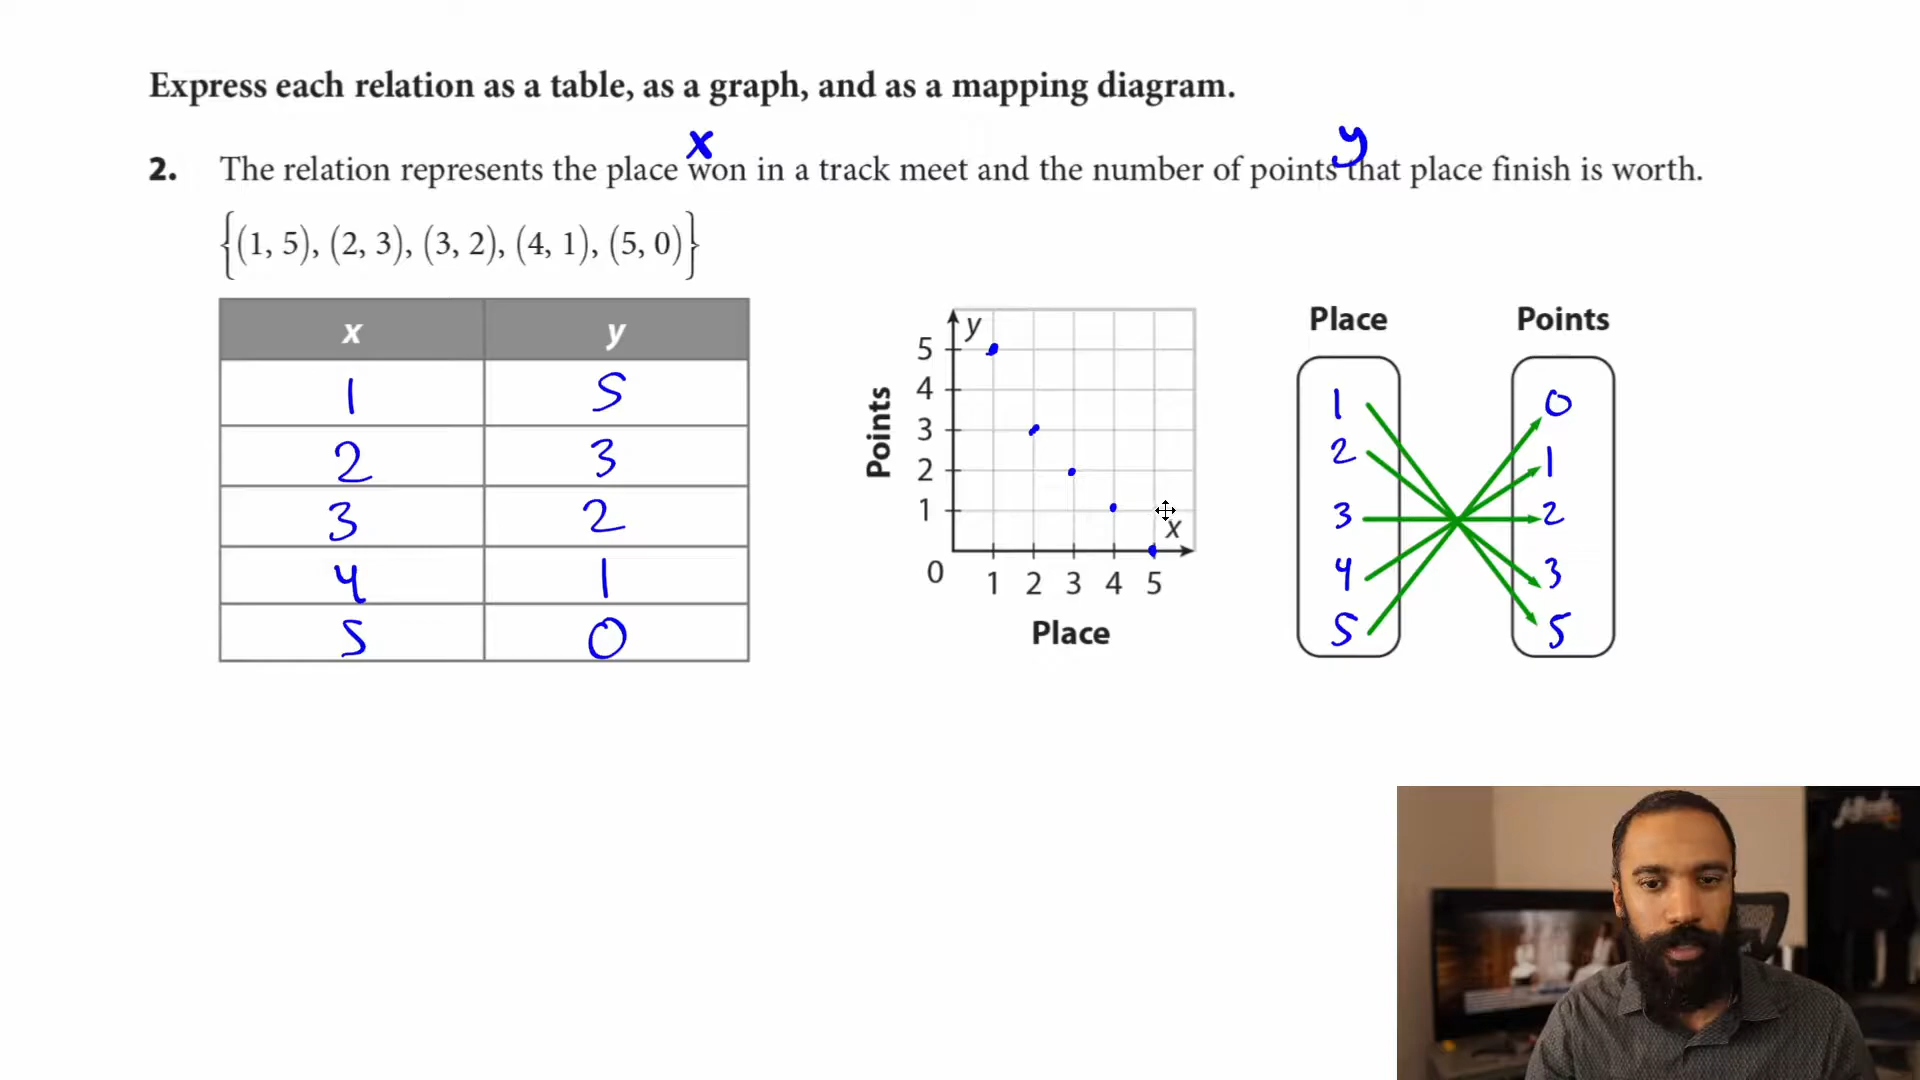 Express each relation as a table, as a graph, and as a mapping diagram.
x y
2. The relation represents the place won in a track meet and the number of points that place finish is worth.
{(1, 5), (2, 3), (3, 2), (4, 1), (5, 0)}
x y
1 5
2 3
3 2
4 1
5 0
y
5
4
3
2
1
0
x
1 2 3 4 5
Points
Place
Place Points
1 0
2 1
3 2
4 3
5 5